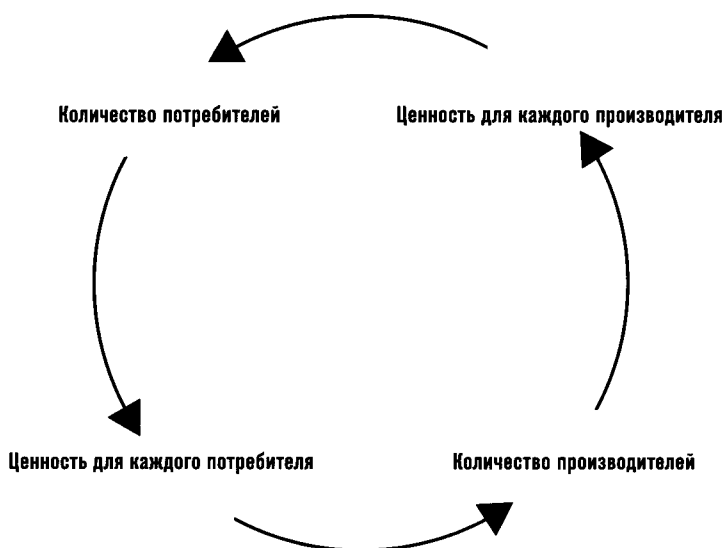 Количество потребителей
Ценность для каждого производителя
Ценность для каждого потребителя
Количество производителей